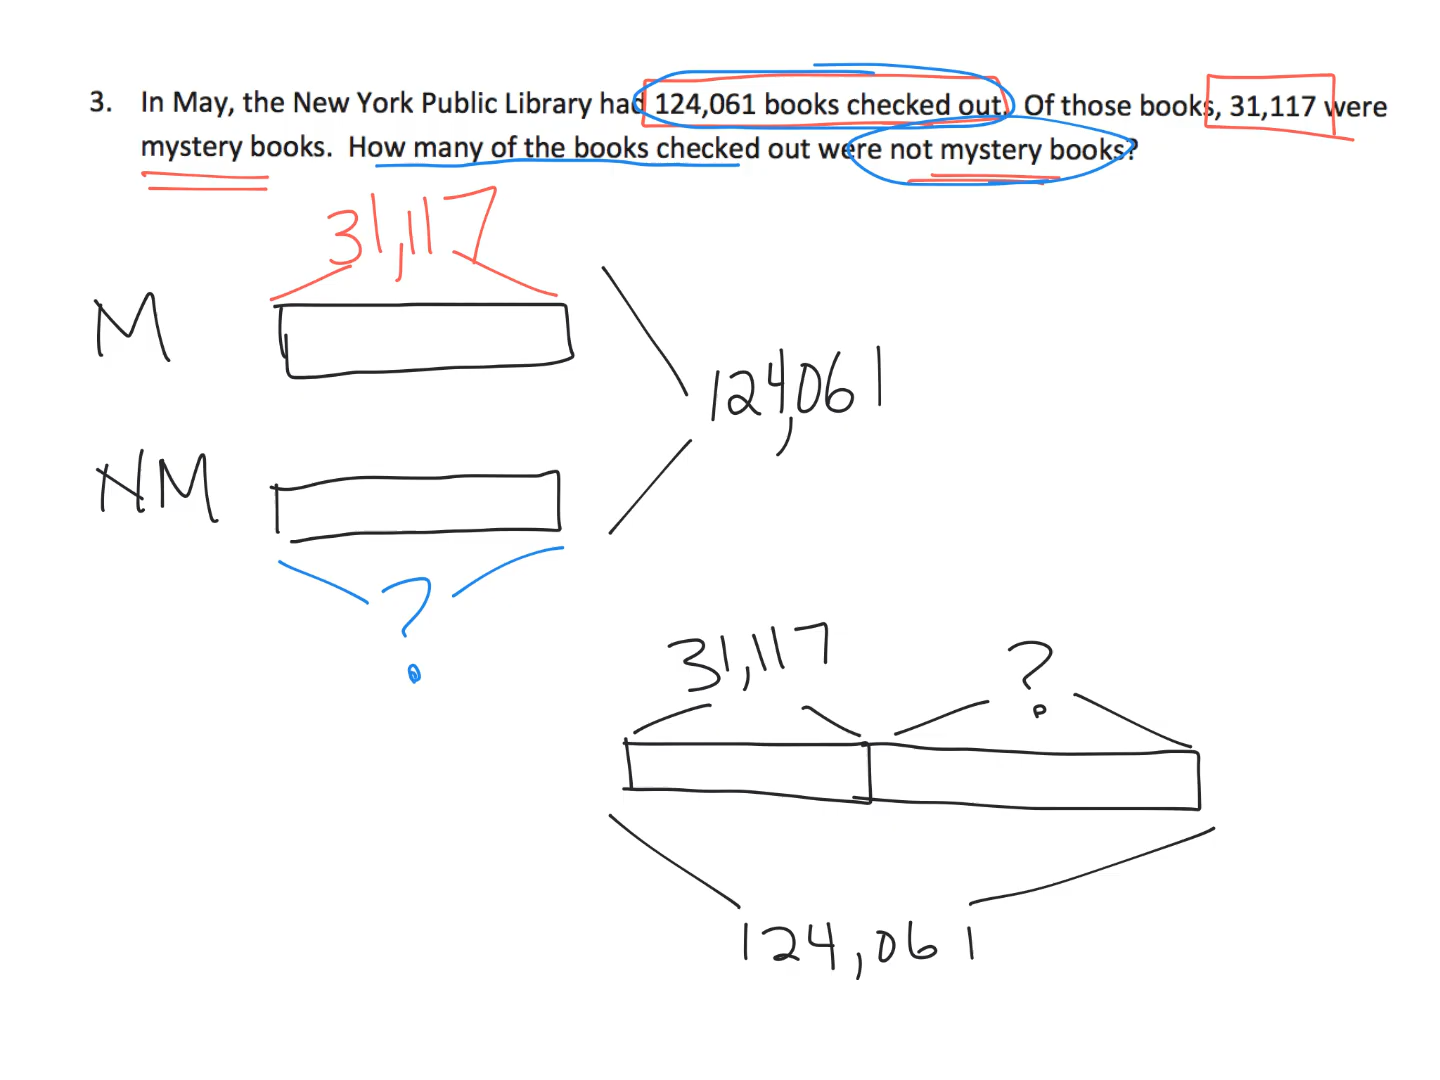 3. In May, the New York Public Library had 124,061 books checked out. Of those books, 31,117 were
mystery books. How many of the books checked out were not mystery books?
31,117
M
124,061
NM
?
31,117 ?
124,061